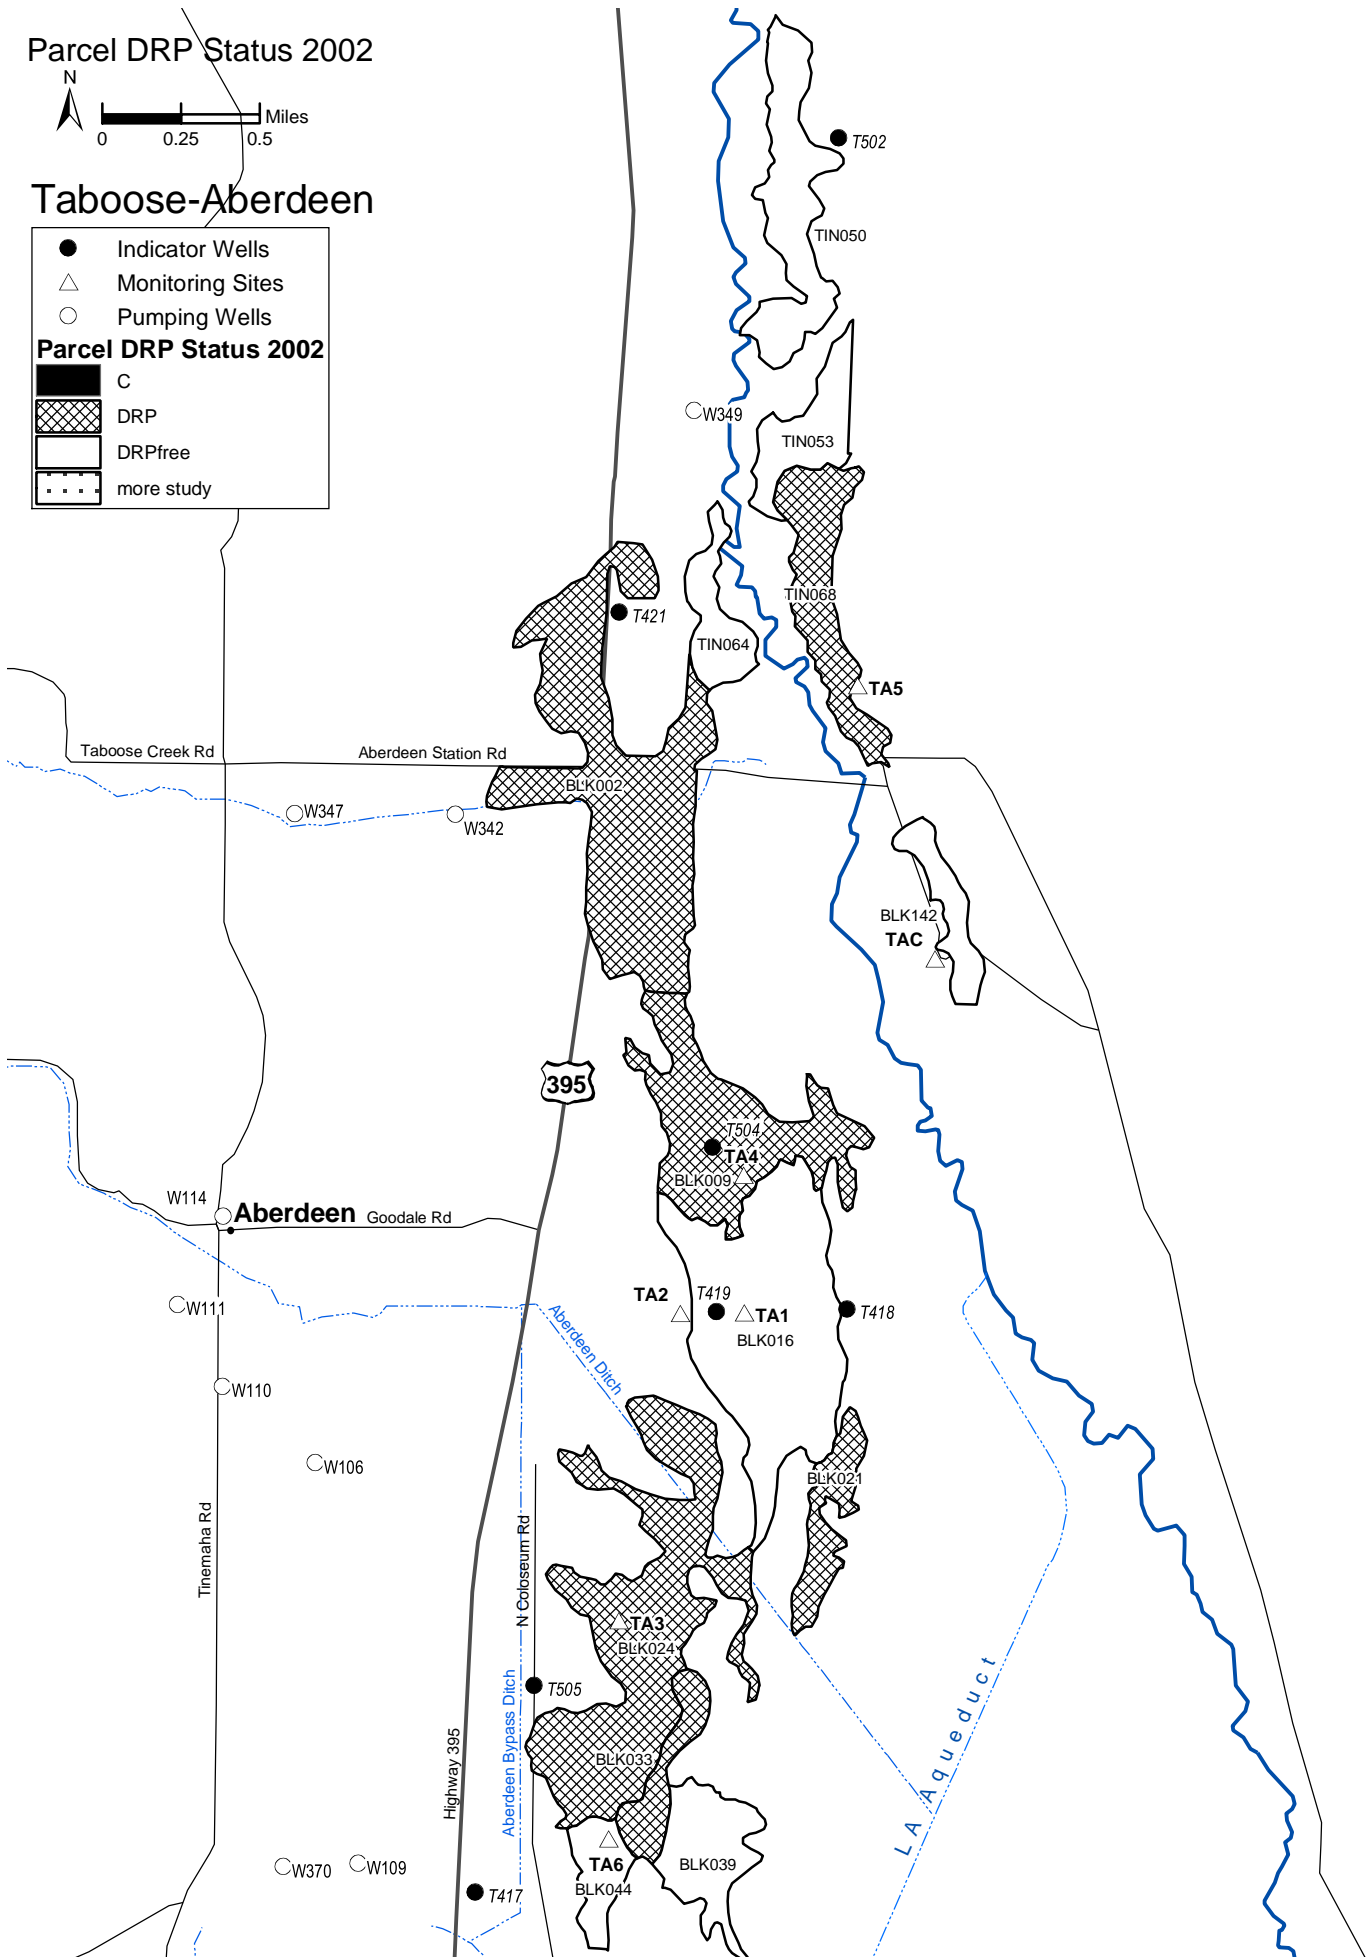 Parcel DRP Status 2002
N
Miles
0 0.25 0.5
Taboose-Aberdeen
Indicator Wells
Monitoring Sites
Pumping Wells
Parcel DRP Status 2002
C
DRP
DRPfree
more study
T502
TIN050
W349
TIN053
TIN068
T421
TIN064
TA5
Taboose Creek Rd
Aberdeen Station Rd
BLK002
W347
W342
BLK142
TAC
395
T504
TA4
BLK009
W114
Aberdeen
Goodale Rd
W111
TA2
T419
TA1
T418
BLK016
Aberdeen Ditch
W110
W106
BLK021
Tinemaha Rd
N Coloseum Rd
TA3
BLK024
T505
Aberdeen Bypass Ditch
Highway 395
BLK033
LA Aqueduct
TA6
BLK039
BLK044
W370
W109
T417